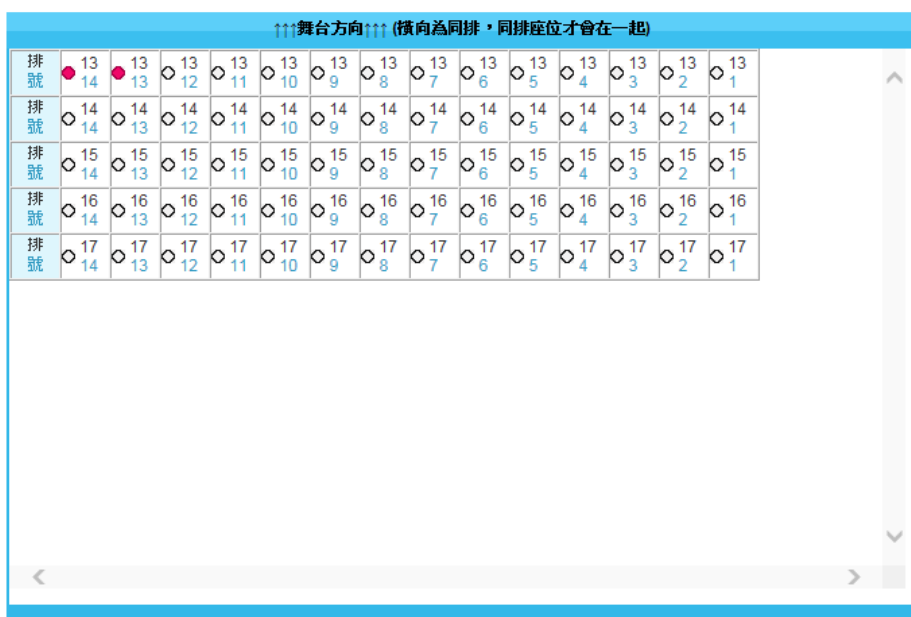 ↑↑↑舞台方向↑↑↑ (橫向為同排，同排座位才會在一起)
排 13 13 13 13 13 13 13 13 13 13 13 13 13 13
號 14 13 12 11 10 9 8 7 6 5 4 3 2 1
排 14 14 14 14 14 14 14 14 14 14 14 14 14 14
號 14 13 12 11 10 9 8 7 6 5 4 3 2 1
排 15 15 15 15 15 15 15 15 15 15 15 15 15 15
號 14 13 12 11 10 9 8 7 6 5 4 3 2 1
排 16 16 16 16 16 16 16 16 16 16 16 16 16 16
號 14 13 12 11 10 9 8 7 6 5 4 3 2 1
排 17 17 17 17 17 17 17 17 17 17 17 17 17 17
號 14 13 12 11 10 9 8 7 6 5 4 3 2 1